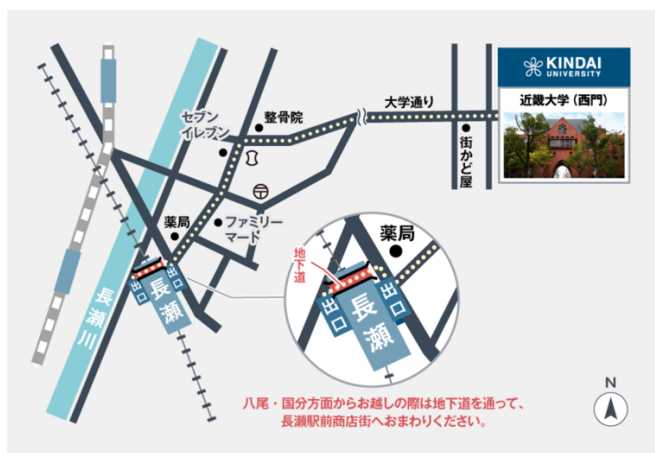 KINDAI
UNIVERSITY
近畿大学（西門）
大学通り
セブン
イレブン
整骨院
街かど屋
薬局
ファミリー
マート
出口
長瀬
出口
長瀬川
薬局
地下道
出口
長瀬
出口
N
八尾・国分方面からお越しの際は地下道を通って、
長瀬駅前商店街へおまわりください。